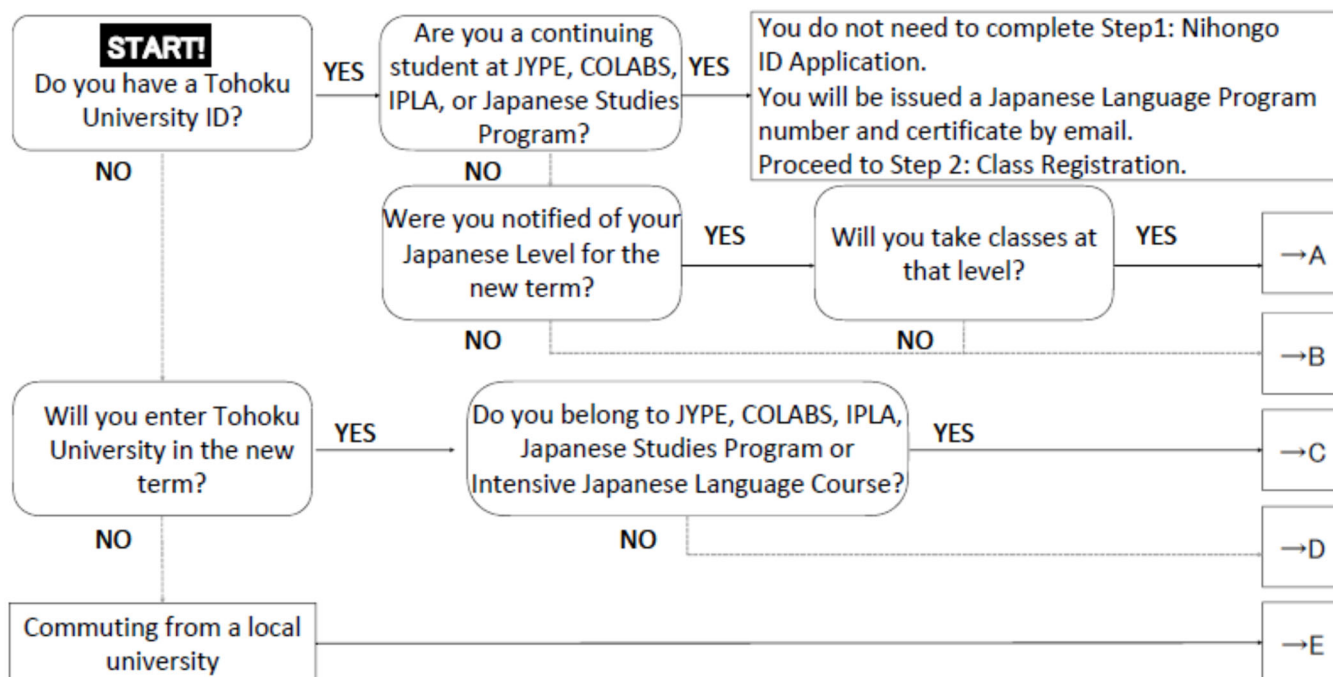 START!
Do you have a Tohoku
University ID?
YES
NO
Are you a continuing
student at JYPE, COLABS,
IPLA, or Japanese Studies
Program?
YES
NO
You do not need to complete Step1: Nihongo
ID Application.
You will be issued a Japanese Language Program
number and certificate by email.
Proceed to Step 2: Class Registration.
Were you notified of your
Japanese Level for the
new term?
YES
NO
Will you take classes at
that level?
YES
NO
→A
→B
Will you enter Tohoku
University in the new
term?
YES
NO
Do you belong to JYPE, COLABS, IPLA,
Japanese Studies Program or
Intensive Japanese Language Course?
YES
NO
→C
→D
Commuting from a local
university
→E